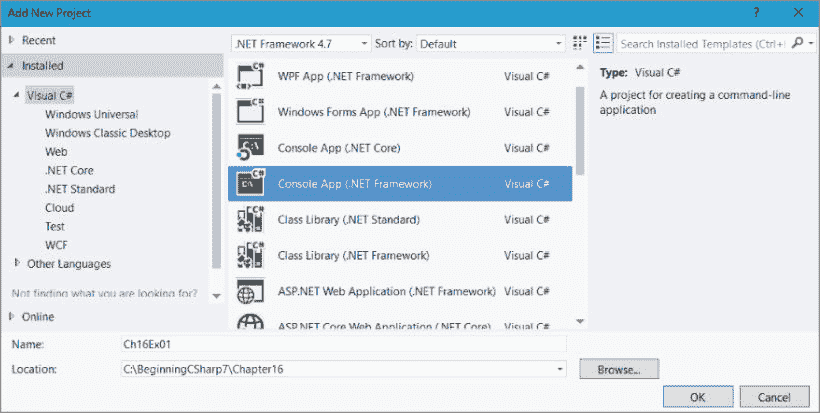 Add New Project
? ×
Recent
Installed
Visual C#
Windows Universal
Windows Classic Desktop
Web
.NET Core
.NET Standard
Cloud
Test
WCF
Other Languages
Not finding what you are looking for?
Online
.NET Framework 4.7
Sort by: Default
Search Installed Templates (Ctrl+
WPF App (.NET Framework) Visual C#
Windows Forms App (.NET Framework) Visual C#
Console App (.NET Core) Visual C#
Console App (.NET Framework) Visual C#
Class Library (.NET Standard) Visual C#
Class Library (.NET Framework) Visual C#
ASP.NET Web Application (.NET Framework) Visual C#
ASP.NET Core Web Application (.NET Core) Visual C#
Type: Visual C#
A project for creating a command-line
application
Name: Ch16Ex01
Location: C:\BeginningCSharp7\Chapter16
Browse...
OK Cancel